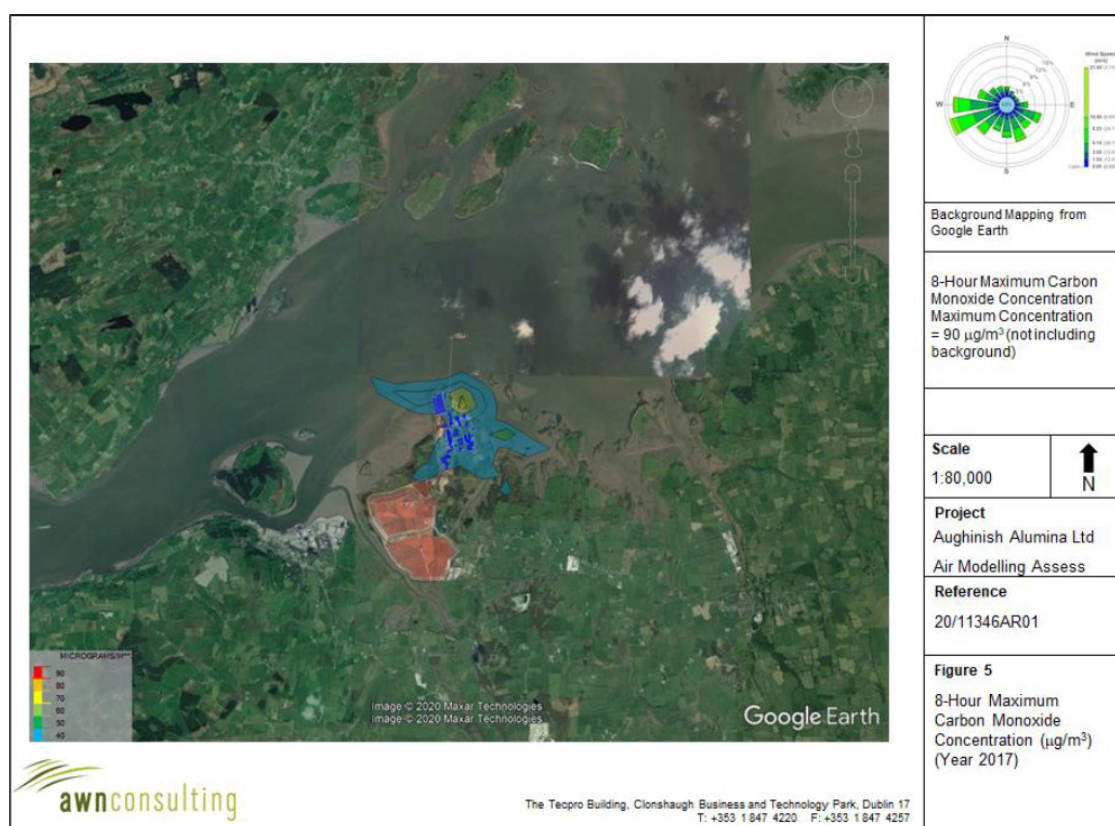 N
W
E
S
Wind Speed
Background Mapping from
Google Earth
8-Hour Maximum Carbon
Monoxide Concentration
Maximum Concentration
= 90 µg/m³ (not including
background)
Scale
1:80,000
N
Project
Aughinish Alumina Ltd
Air Modelling Assess
Reference
20/11346AR01
Figure 5
8-Hour Maximum
Carbon Monoxide
Concentration (µg/m³)
(Year 2017)
MICROGRAMS/M**
90
80
70
60
50
40
Image © 2020 Maxar Technologies
Image © 2020 Maxar Technologies
Google Earth
awnconsulting
The Tecpro Building, Clonshaugh Business and Technology Park, Dublin 17
T: +353 1 847 4220 F: +353 1 847 4257